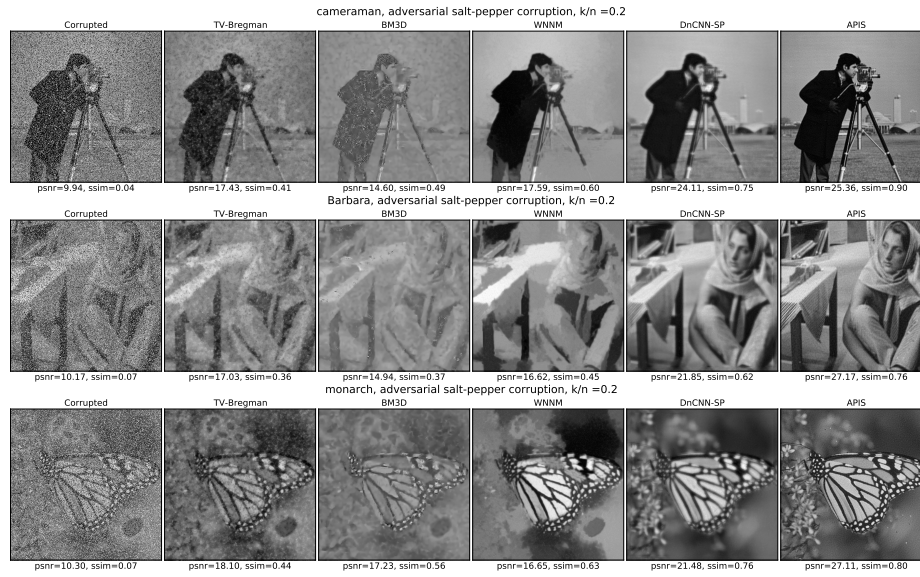 cameraman, adversarial salt-pepper corruption, k/n =0.2
Corrupted TV-Bregman BM3D WNNM DnCNN-SP APIS
psnr=9.94, ssim=0.04 psnr=17.43, ssim=0.41 psnr=14.60, ssim=0.49 psnr=17.59, ssim=0.60 psnr=24.11, ssim=0.75 psnr=25.36, ssim=0.90
Barbara, adversarial salt-pepper corruption, k/n =0.2
Corrupted TV-Bregman BM3D WNNM DnCNN-SP APIS
psnr=10.17, ssim=0.07 psnr=17.03, ssim=0.36 psnr=14.94, ssim=0.37 psnr=16.62, ssim=0.45 psnr=21.85, ssim=0.62 psnr=27.17, ssim=0.76
monarch, adversarial salt-pepper corruption, k/n =0.2
Corrupted TV-Bregman BM3D WNNM DnCNN-SP APIS
psnr=10.30, ssim=0.07 psnr=18.10, ssim=0.44 psnr=17.23, ssim=0.56 psnr=16.65, ssim=0.63 psnr=21.48, ssim=0.76 psnr=27.11, ssim=0.80